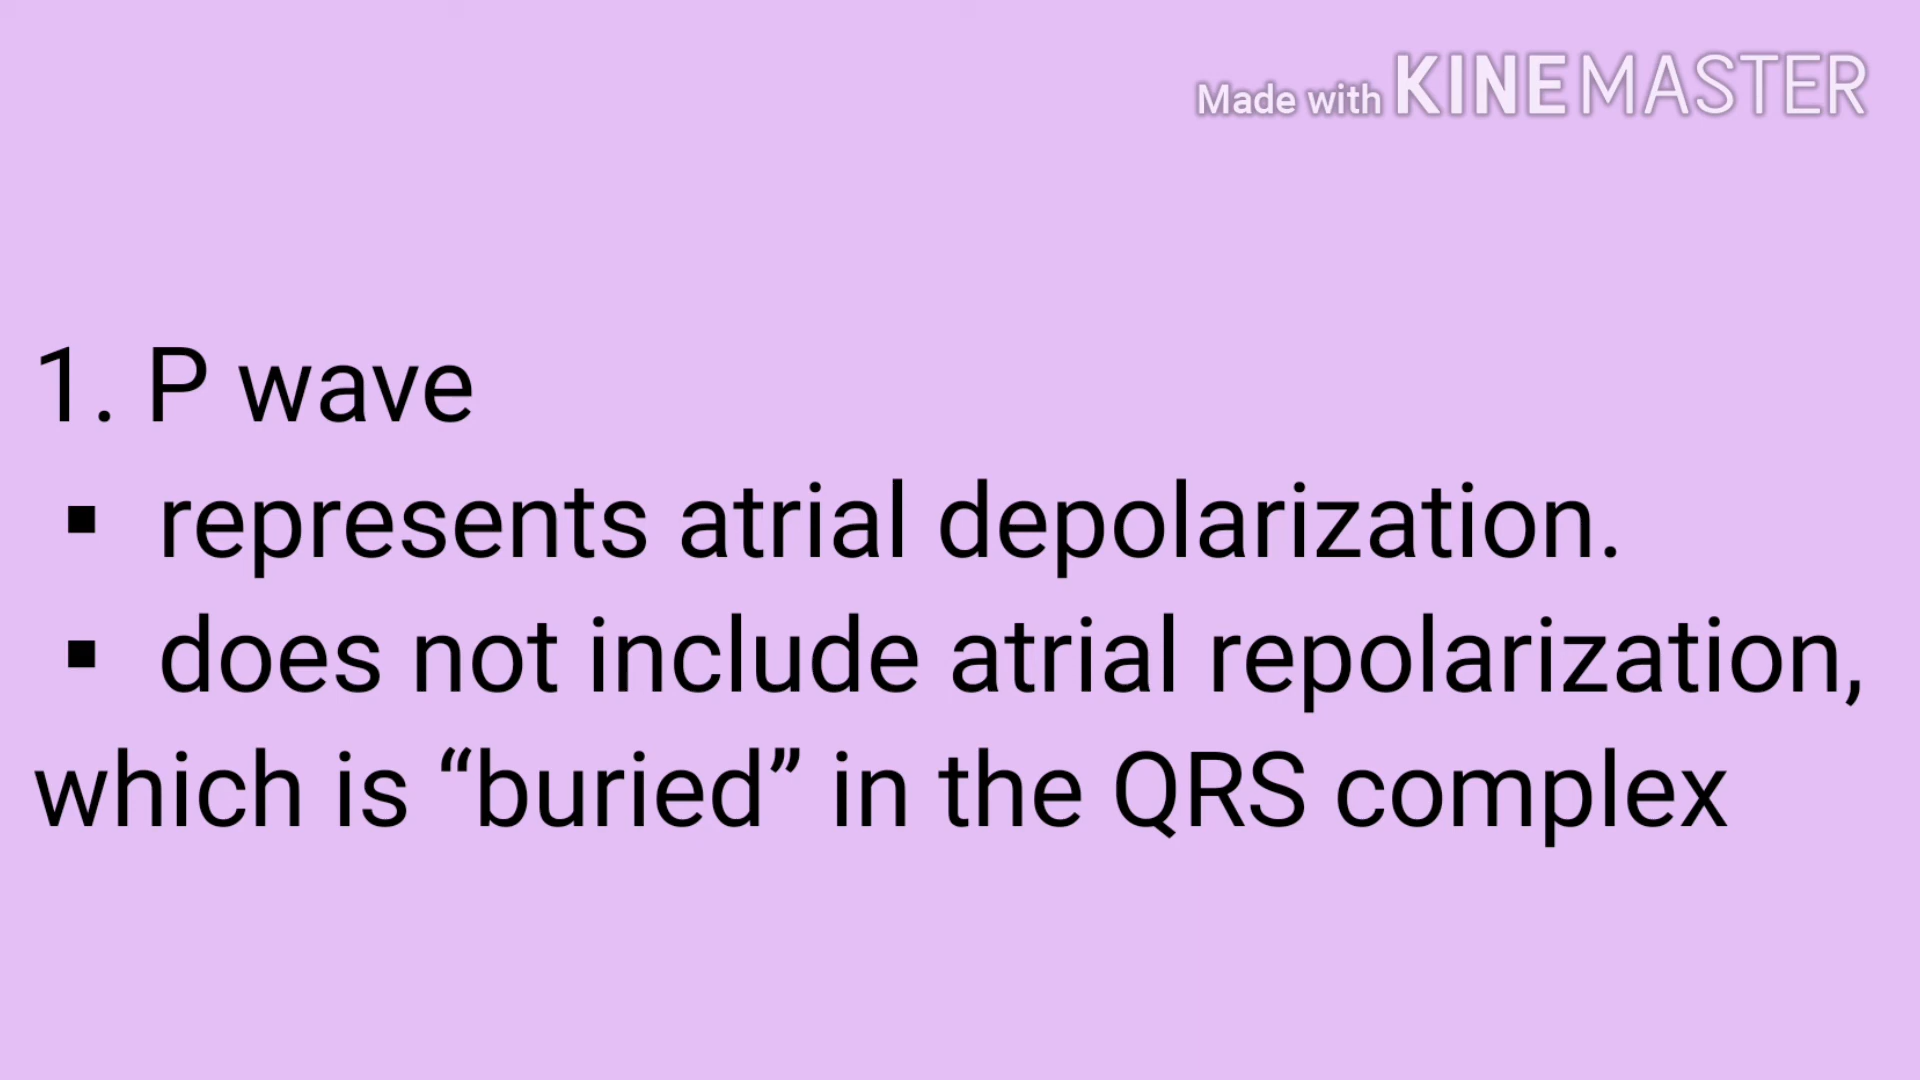 Made with KINEMASTER
1. P wave
▪ represents atrial depolarization.
▪ does not include atrial repolarization,
which is “buried” in the QRS complex